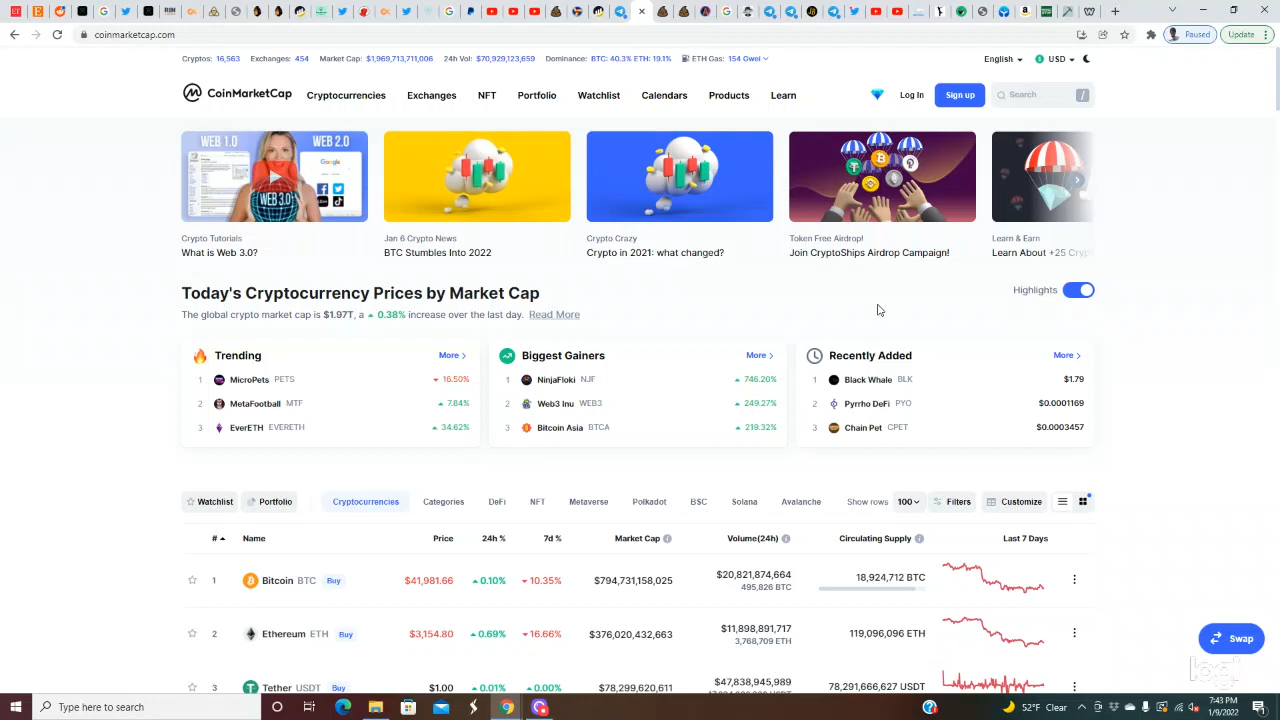 coinmarketcap.com
Paused
Update
Cryptos: 16,563 Exchanges: 454 Market Cap: $1,969,713,711,006 24h Vol: $70,929,123,659 Dominance: BTC: 40.3% ETH: 19.1% ETH Gas: 154 Gwei
English USD
CoinMarketCap Cryptocurrencies Exchanges NFT Portfolio Watchlist Calendars Products Learn Log In Sign up Search /
WEB 1.0 WEB 2.0
Google
WEB 3.0
Crypto Tutorials
What is Web 3.0?
Jan 6 Crypto News
BTC Stumbles Into 2022
Crypto Crazy
Crypto in 2021: what changed?
Token Free Airdrop!
Join CryptoShips Airdrop Campaign!
Learn & Earn
Learn About +25 Cryp
Today's Cryptocurrency Prices by Market Cap
Highlights
The global crypto market cap is $1.97T, a 0.38% increase over the last day. Read More
Trending More
1 MicroPets PETS 16.50%
2 MetaFootball MTF 7.84%
3 EverETH EVERETH 34.62%
Biggest Gainers More
1 NinjaFloki NJF 746.20%
2 Web3 Inu WEB3 249.27%
3 Bitcoin Asia BTCA 219.32%
Recently Added More
1 Black Whale BLK $1.79
2 Pyrrho DeFi PYO $0.0001169
3 Chain Pet CPET $0.0003457
Watchlist Portfolio Cryptocurrencies Categories DeFi NFT Metaverse Polkadot BSC Solana Avalanche Show rows 100 Filters Customize
# Name Price 24h % 7d % Market Cap Volume(24h) Circulating Supply Last 7 Days
1 Bitcoin BTC Buy $41,981.66 0.10% 10.35% $794,731,158,025 $20,821,874,664 18,924,712 BTC
495,826 BTC
2 Ethereum ETH Buy $3,154.80 0.69% 16.66% $376,020,432,663 $11,898,891,717 119,096,096 ETH
3,768,709 ETH
3 Tether USDT Buy $1.00 0.01% 0.00% $78,299,620,611 $47,838,945,989 78,291,666,627 USDT
Swap
Type here to search
52°F Clear
7:43 PM
1/9/2022